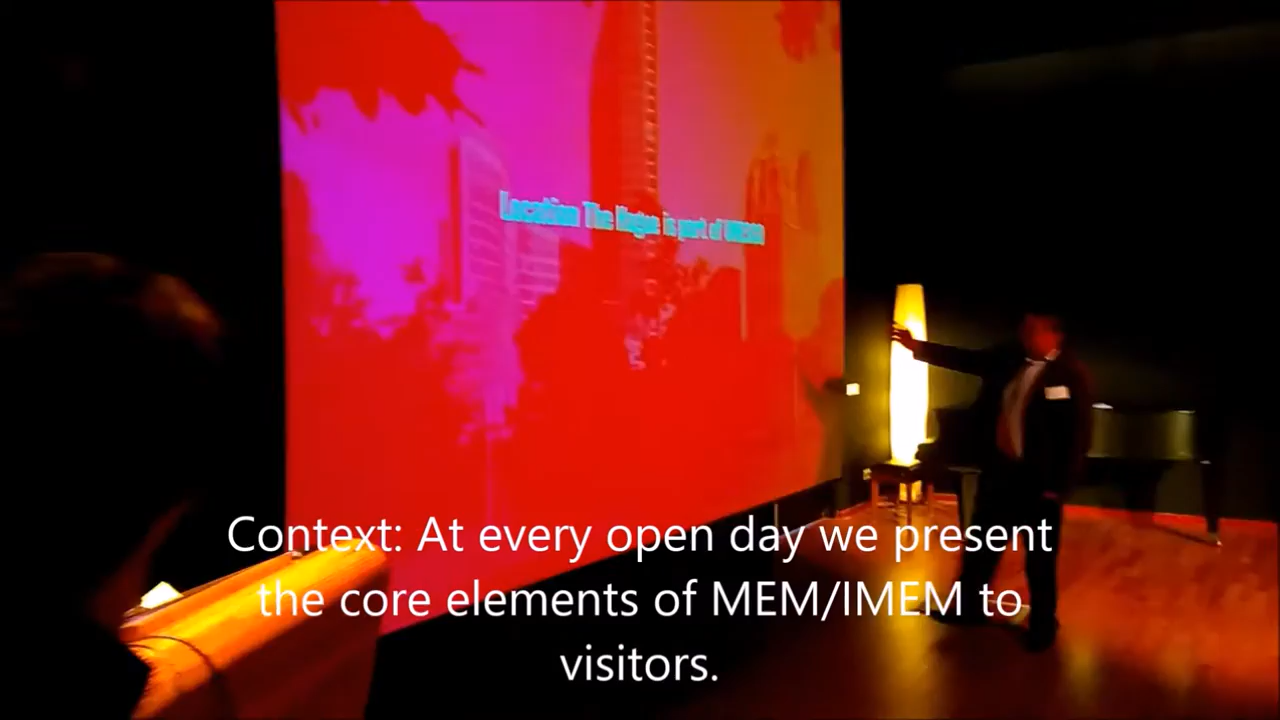 Location The Hague is part of
Context: At every open day we present
the core elements of MEM/IMEM to
visitors.